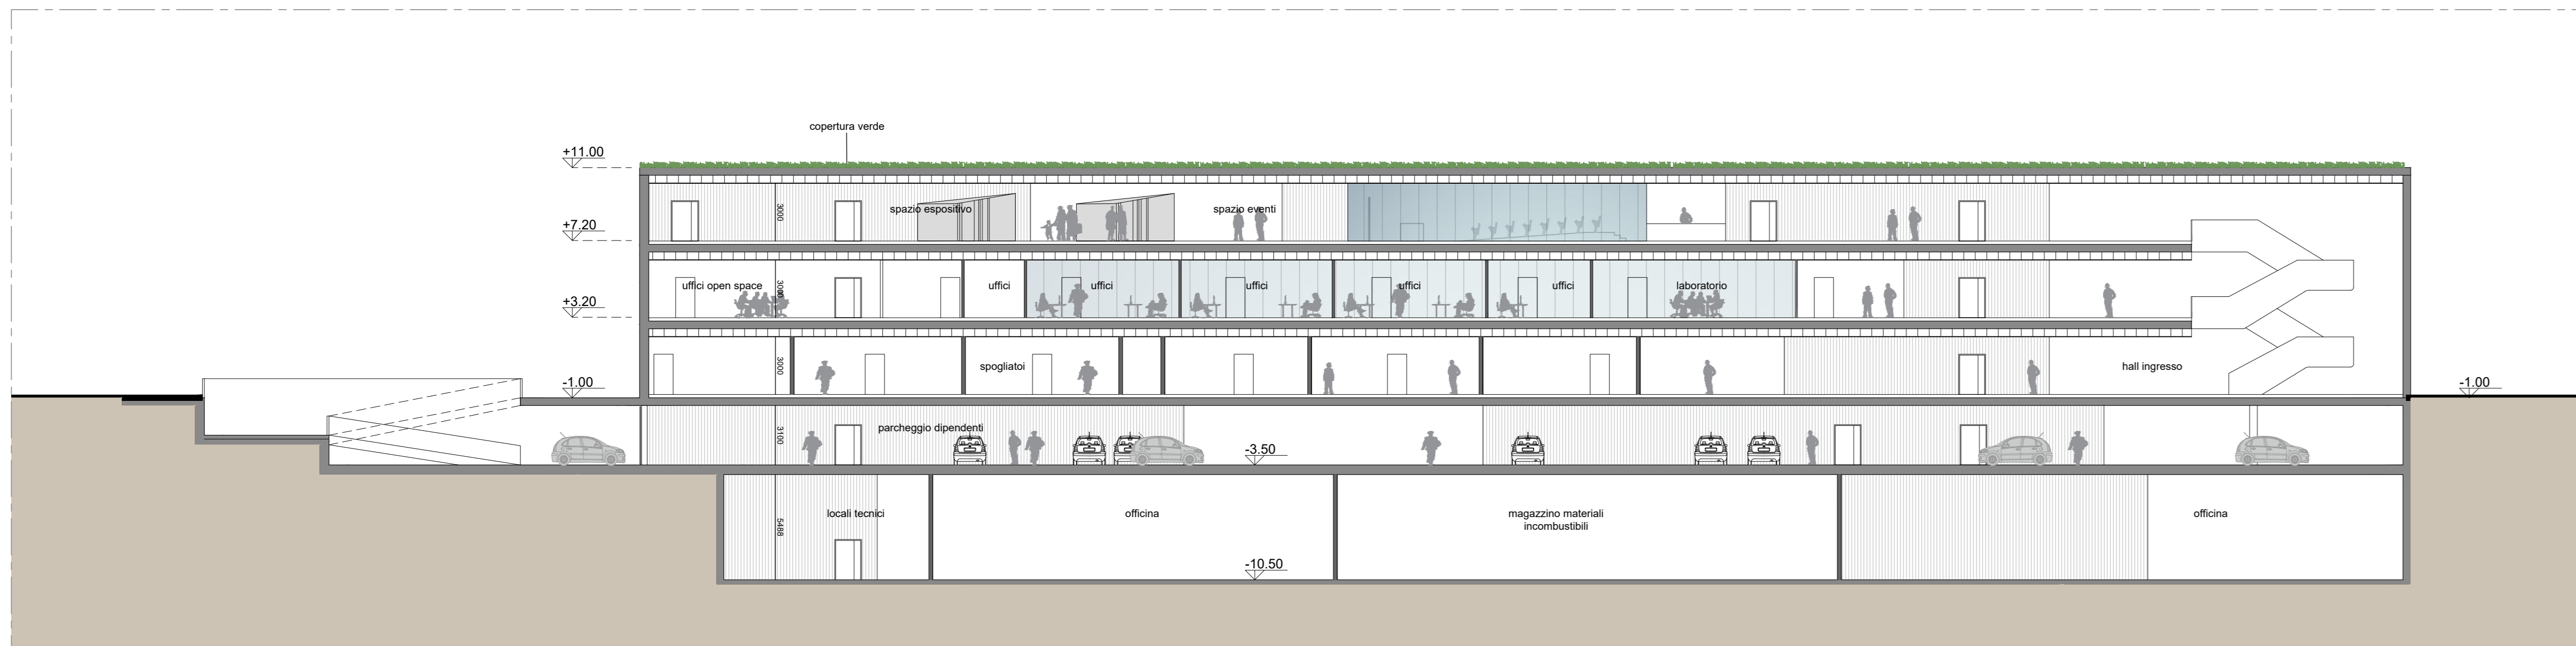 copertura verde
+11.00
spazio espositivo
spazio eventi
3000
+7.20
uffici open space
3000
uffici
uffici
uffici
uffici
uffici
laboratorio
+3.20
3000
spogliatoi
hall ingresso
-1.00
-1.00
3100
parcheggio dipendenti
-3.50
5488
locali tecnici
officina
magazzino materiali
incombustibili
officina
-10.50